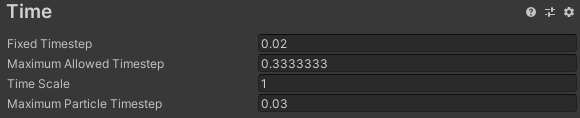 Time
Fixed Timestep 0.02
Maximum Allowed Timestep 0.3333333
Time Scale 1
Maximum Particle Timestep 0.03